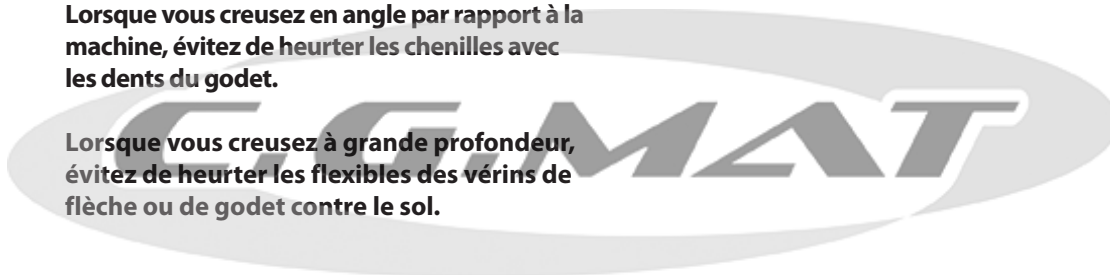 Lorsque vous creusez en angle par rapport à la
machine, évitez de heurter les chenilles avec
les dents du godet.
Lorsque vous creusez à grande profondeur,
évitez de heurter les flexibles des vérins de
flèche ou de godet contre le sol.
C.G.MAT